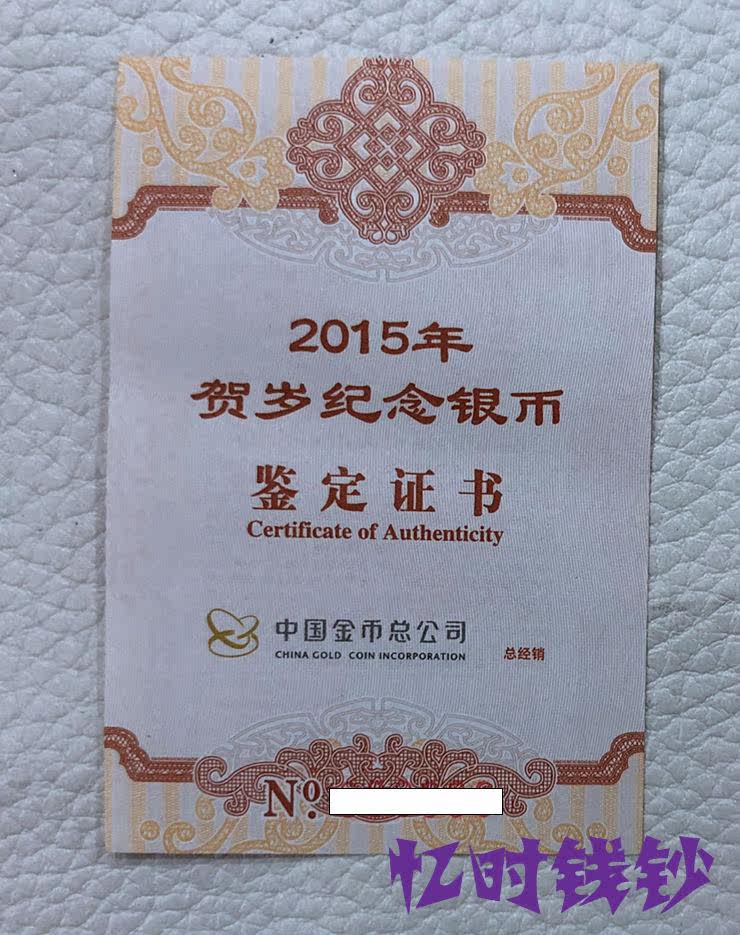 2015年
贺岁纪念银币
鉴定证书
Certificate of Authenticity
中国金币总公司
CHINA GOLD COIN INCORPORATION
总经销
No.
忆时钱钞